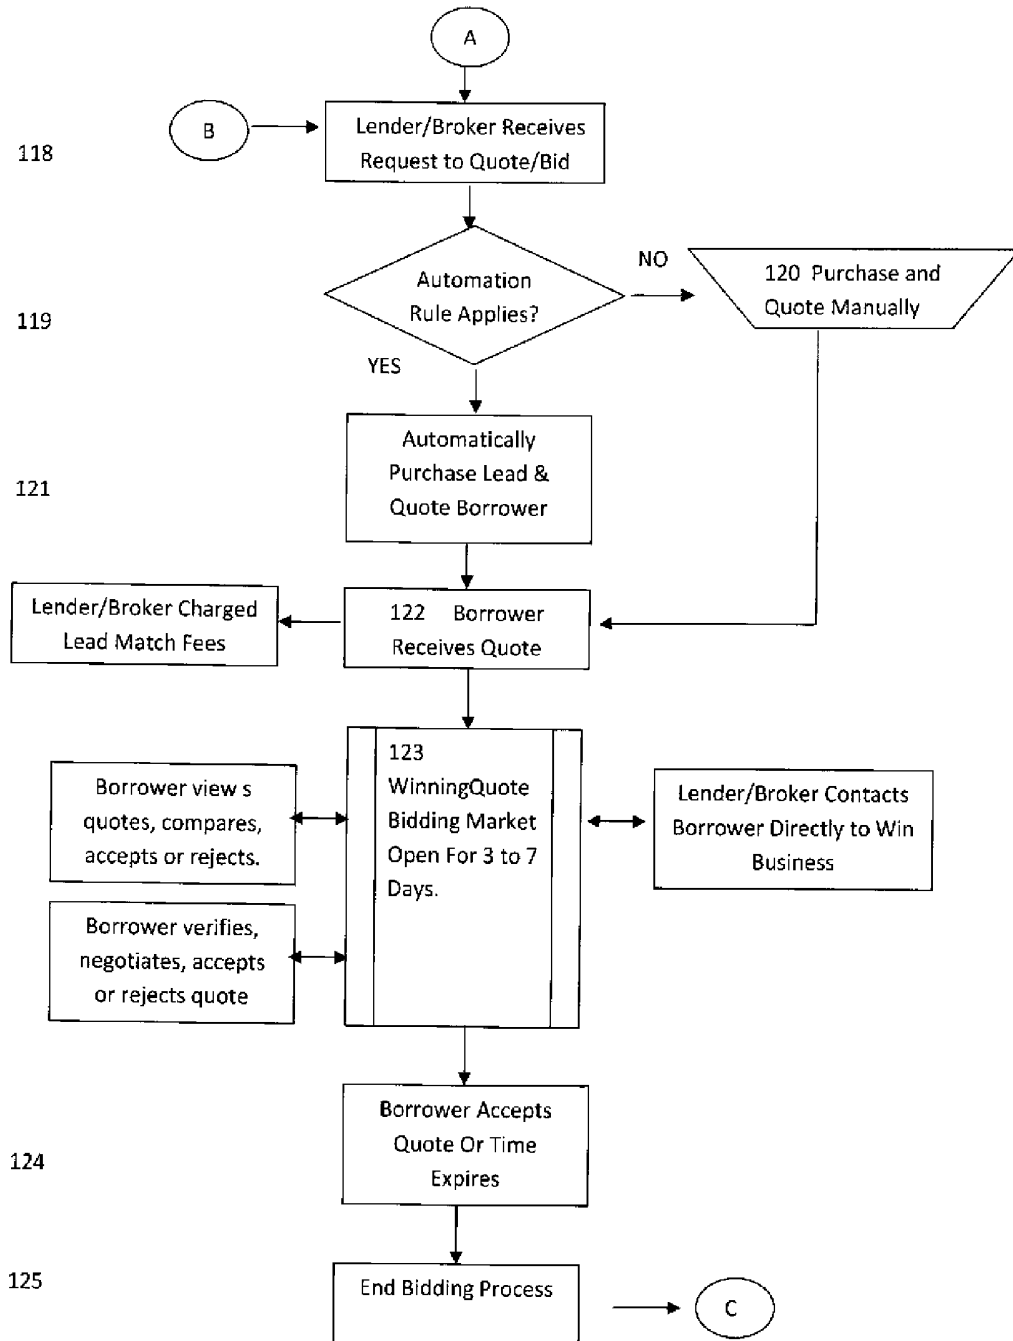 A
B
Lender/Broker Receives
Request to Quote/Bid
118
Automation
Rule Applies?
NO
120 Purchase and
Quote Manually
119
YES
Automatically
Purchase Lead &
Quote Borrower
121
Lender/Broker Charged
Lead Match Fees
122 Borrower
Receives Quote
123
WinningQuote
Bidding Market
Open For 3 to 7
Days.
Borrower view s
quotes, compares,
accepts or rejects.
Lender/Broker Contacts
Borrower Directly to Win
Business
Borrower verifies,
negotiates, accepts
or rejects quote
Borrower Accepts
Quote Or Time
Expires
124
125
End Bidding Process
C